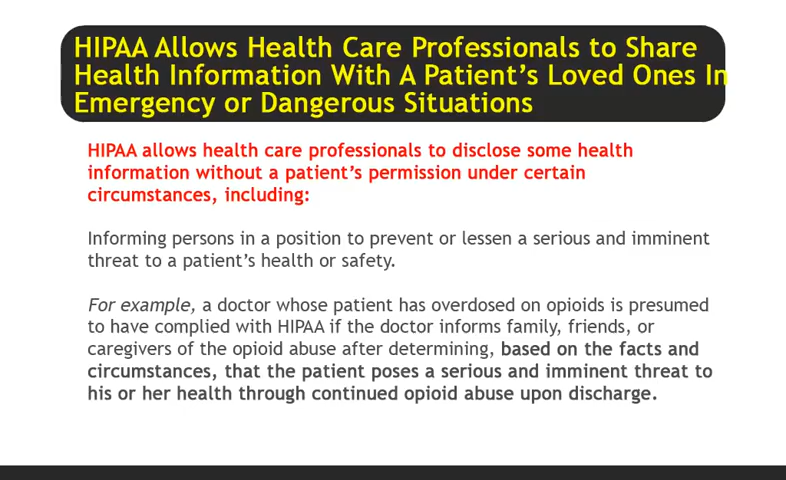 HIPAA Allows Health Care Professionals to Share
Health Information With A Patient's Loved Ones In
Emergency or Dangerous Situations
HIPAA allows health care professionals to disclose some health
information without a patient's permission under certain
circumstances, including:
Informing persons in a position to prevent or lessen a serious and imminent
threat to a patient's health or safety.
For example, a doctor whose patient has overdosed on opioids is presumed
to have complied with HIPAA if the doctor informs family, friends, or
caregivers of the opioid abuse after determining, based on the facts and
circumstances, that the patient poses a serious and imminent threat to
his or her health through continued opioid abuse upon discharge.